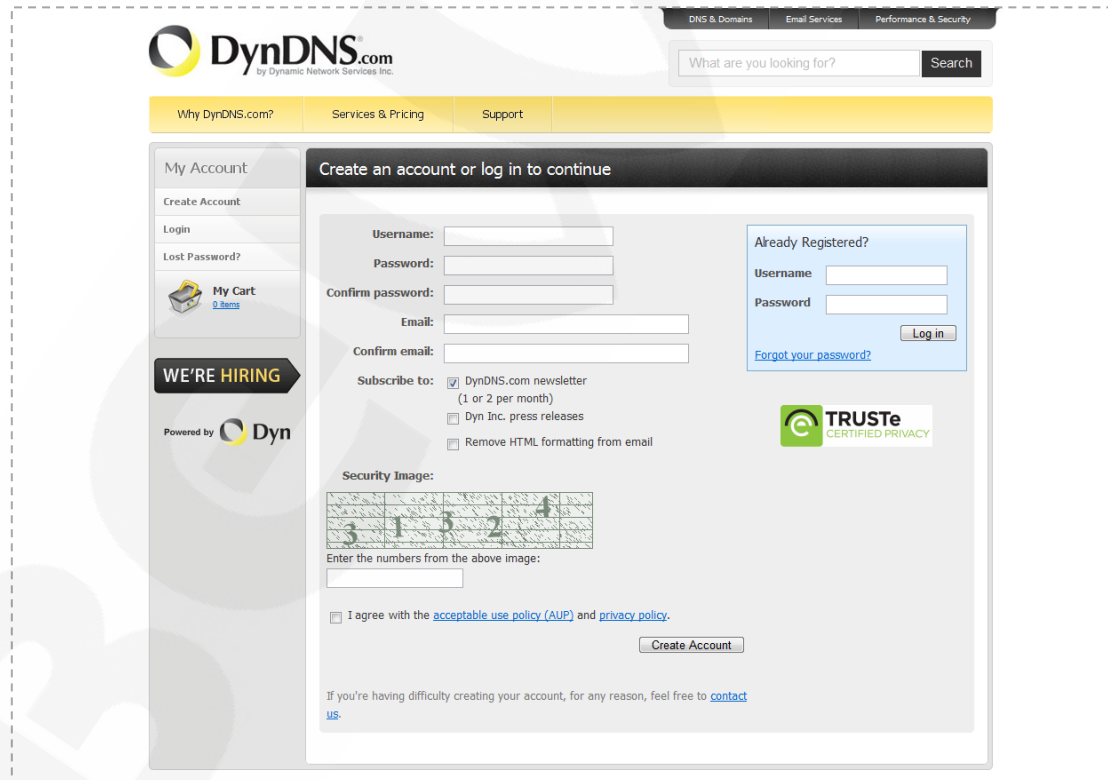 DNS & Domains Email Services Performance & Security
DynDNS.com
by Dynamic Network Services Inc.
What are you looking for? Search
Why DynDNS.com? Services & Pricing Support
My Account
Create Account
Login
Lost Password?
My Cart
0 items
WE'RE HIRING
Powered by Dyn
Create an account or log in to continue
Username:
Password:
Confirm password:
Email:
Confirm email:
Subscribe to: DynDNS.com newsletter
(1 or 2 per month)
Dyn Inc. press releases
Remove HTML formatting from email
Security Image:
3 1 3 2 4
Enter the numbers from the above image:
I agree with the acceptable use policy (AUP) and privacy policy.
Create Account
If you're having difficulty creating your account, for any reason, feel free to contact
us.
Already Registered?
Username
Password
Log in
Forgot your password?
TRUSTe
CERTIFIED PRIVACY